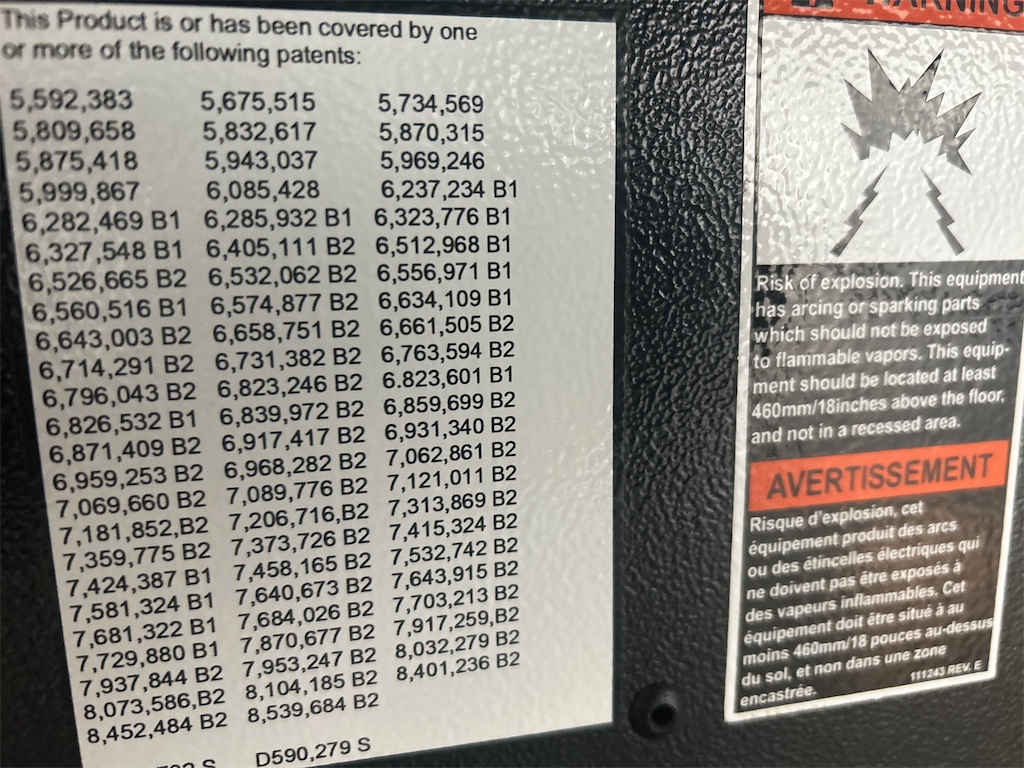 This Product is or has been covered by one
or more of the following patents:
5,592,383 5,675,515 5,734,569
5,809,658 5,832,617 5,870,315
5,875,418 5,943,037 5,969,246
5,999,867 6,085,428 6,237,234 B1
6,282,469 B1 6,285,932 B1 6,323,776 B1
6,327,548 B1 6,405,111 B2 6,512,968 B1
6,526,665 B2 6,532,062 B2 6,556,971 B1
6,560,516 B1 6,574,877 B2 6,634,109 B1
6,643,003 B2 6,658,751 B2 6,661,505 B2
6,714,291 B2 6,731,382 B2 6,763,594 B2
6,796,043 B2 6,823,246 B2 6.823,601 B1
6,826,532 B1 6,839,972 B2 6,859,699 B2
6,871,409 B2 6,917,417 B2 6,931,340 B2
6,959,253 B2 6,968,282 B2 7,062,861 B2
7,069,660 B2 7,089,776 B2 7,121,011 B2
7,181,852,B2 7,206,716,B2 7,313,869 B2
7,359,775 B2 7,373,726 B2 7,415,324 B2
7,424,387 B1 7,458,165 B2 7,532,742 B2
7,581,324 B1 7,640,673 B2 7,643,915 B2
7,681,322 B1 7,684,026 B2 7,703,213 B2
7,729,880 B1 7,870,677 B2 7,917,259,B2
7,937,844 B2 7,953,247 B2 8,032,279 B2
8,073,586,B2 8,104,185 B2 8,401,236 B2
8,452,484 B2 8,539,684 B2
D590,279 S
WARNING
Risk of explosion. This equipment
has arcing or sparking parts
which should not be exposed
to flammable vapors. This equip-
ment should be located at least
460mm/18inches above the floor,
and not in a recessed area.
AVERTISSEMENT
Risque d'explosion, cet
équipement produit des arcs
ou des étincelles électriques qui
ne doivent pas être exposés à
des vapeurs inflammables. Cet
équipement doit être situé à au
moins 460mm/18 pouces au-dessus
du sol, et non dans une zone
encastrée.
111243 REV. E